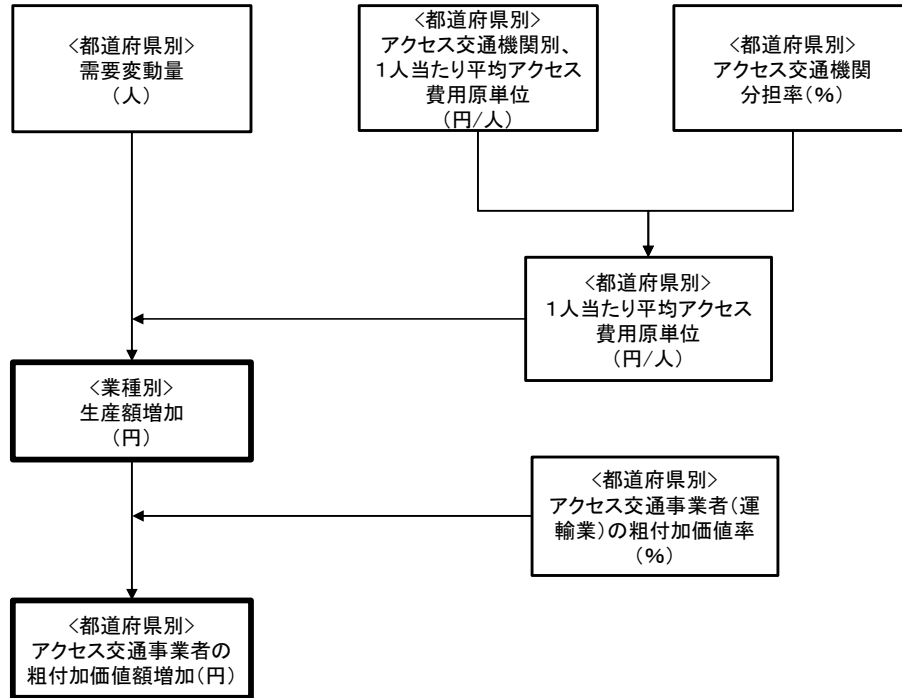 <都道府県別>
需要変動量
(人)
<都道府県別>
アクセス交通機関別、
1人当たり平均アクセス
費用原単位
(円/人)
<都道府県別>
アクセス交通機関
分担率(%)
<都道府県別>
1人当たり平均アクセス
費用原単位
(円/人)
<業種別>
生産額増加
(円)
<都道府県別>
アクセス交通事業者(運
輸業)の粗付加価値率
(%)
<都道府県別>
アクセス交通事業者の
粗付加価値額増加(円)